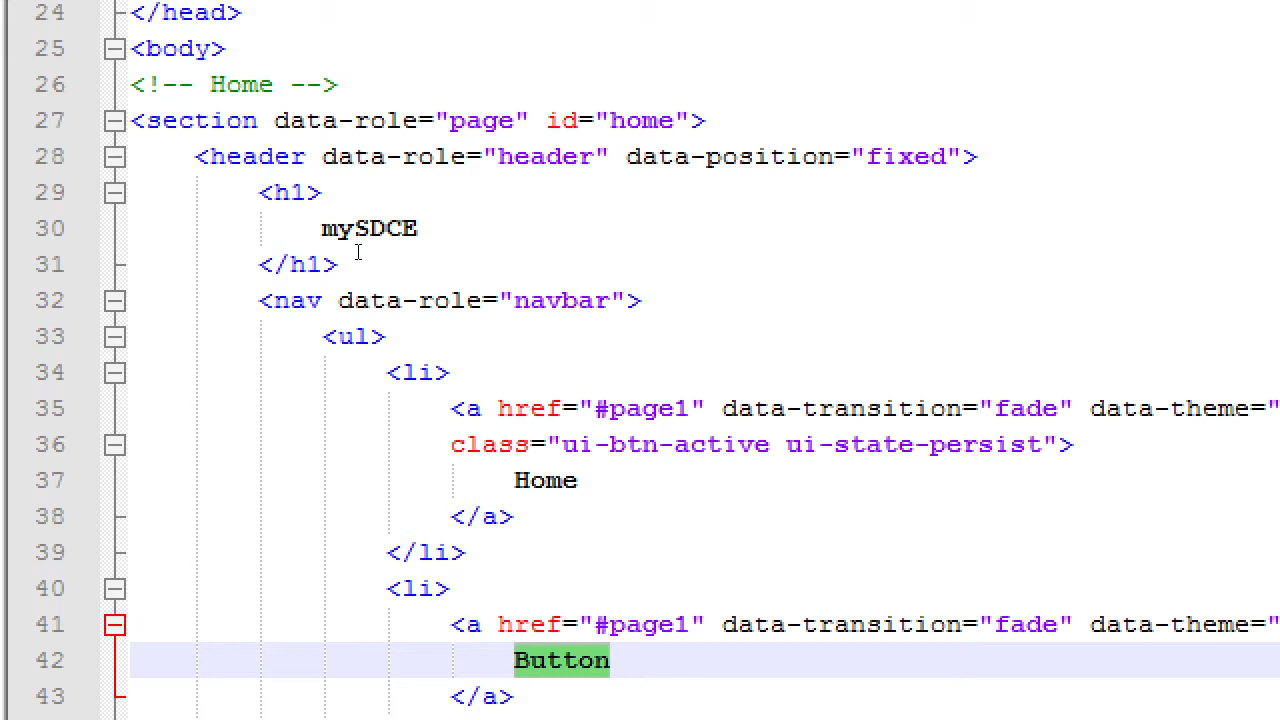 24 </head>
25 <body>
26 <!-- Home -->
27 <section data-role="page" id="home">
28 <header data-role="header" data-position="fixed">
29 <h1>
30 mySDCE
31 </h1>
32 <nav data-role="navbar">
33 <ul>
34 <li>
35 <a href="#page1" data-transition="fade" data-theme="
36 class="ui-btn-active ui-state-persist">
37 Home
38 </a>
39 </li>
40 <li>
41 <a href="#page1" data-transition="fade" data-theme="
42 Button
43 </a>